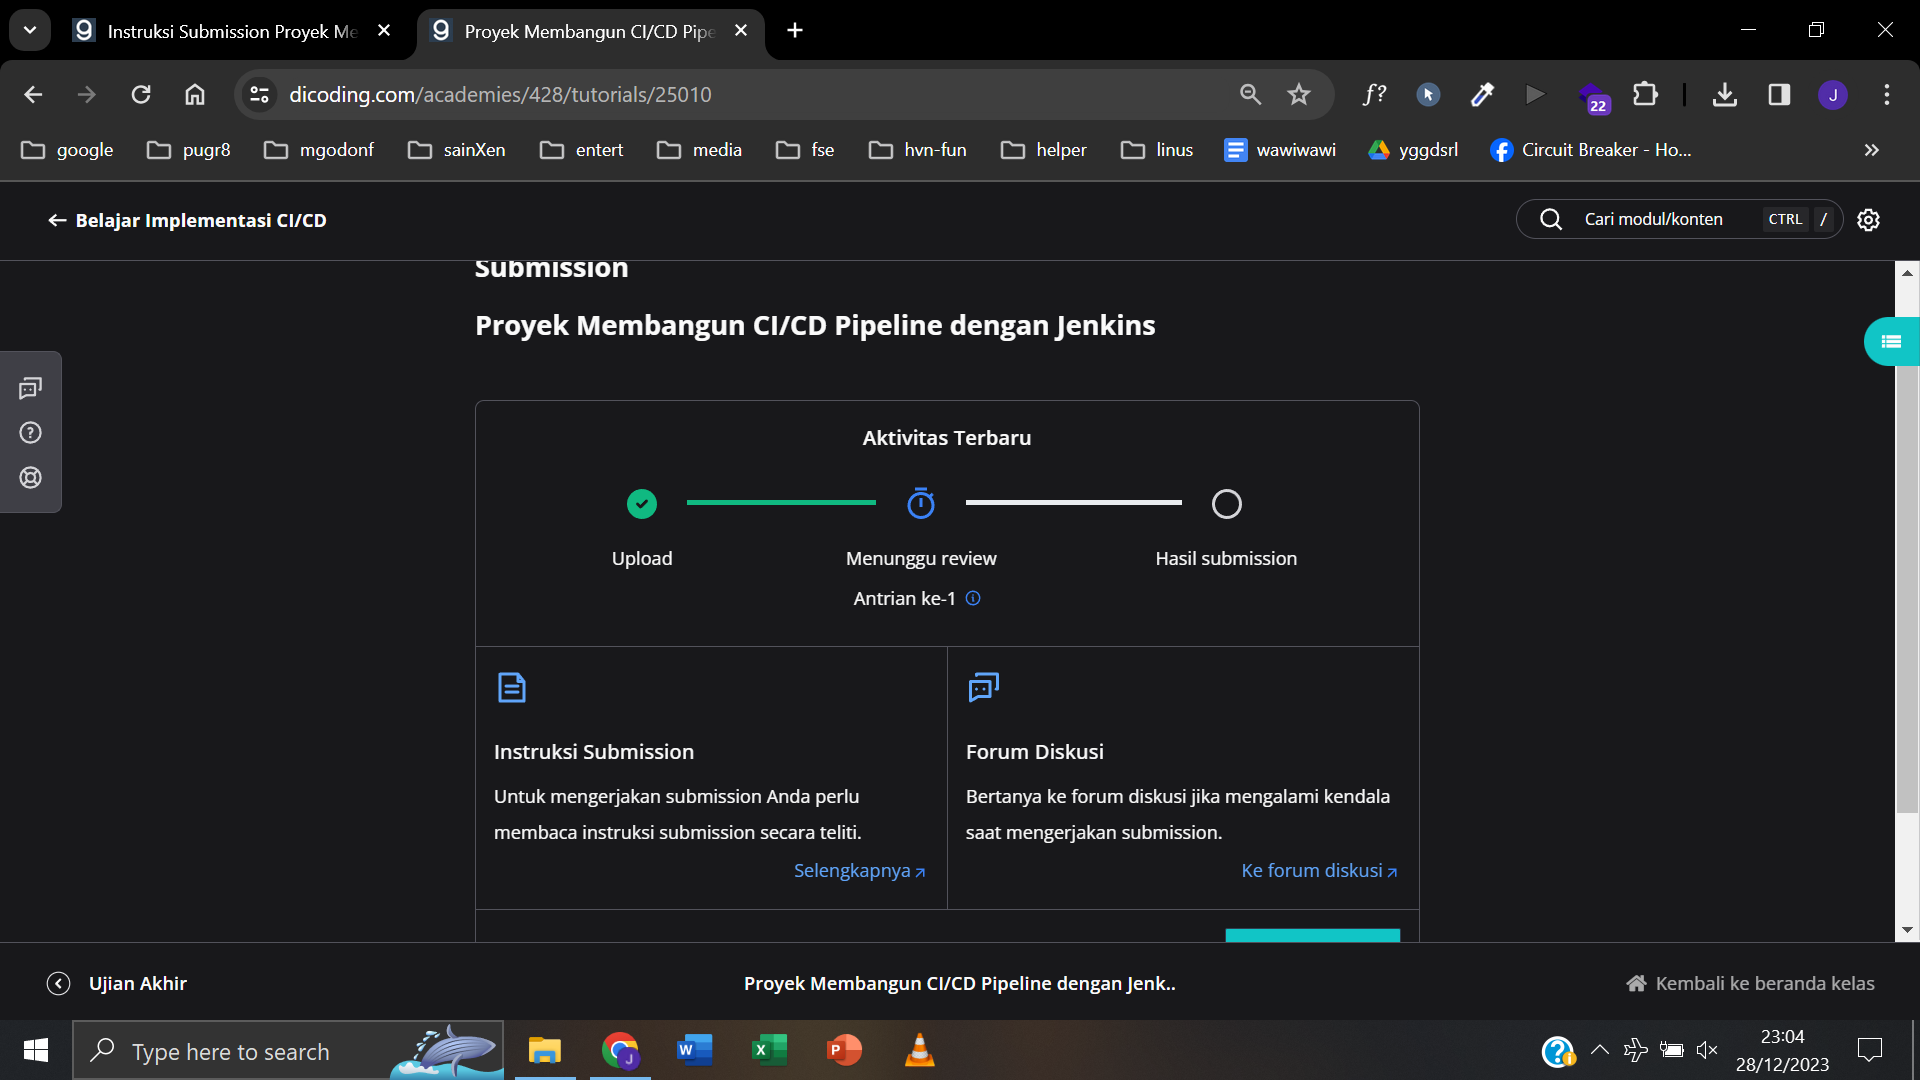 Instruksi Submission Proyek Me
Proyek Membangun CI/CD Pipe
dicoding.com/academies/428/tutorials/25010
f?
22
J
google
pugr8
mgodonf
sainXen
entert
media
fse
hvn-fun
helper
linus
wawiwawi
yggdsrl
Circuit Breaker - Ho...
Belajar Implementasi CI/CD
Cari modul/konten
CTRL /
Submission
Proyek Membangun CI/CD Pipeline dengan Jenkins
Aktivitas Terbaru
Upload
Menunggu review
Hasil submission
Antrian ke-1
Instruksi Submission
Untuk mengerjakan submission Anda perlu
membaca instruksi submission secara teliti.
Selengkapnya
Forum Diskusi
Bertanya ke forum diskusi jika mengalami kendala
saat mengerjakan submission.
Ke forum diskusi
Ujian Akhir
Proyek Membangun CI/CD Pipeline dengan Jenk..
Kembali ke beranda kelas
Type here to search
23:04
28/12/2023